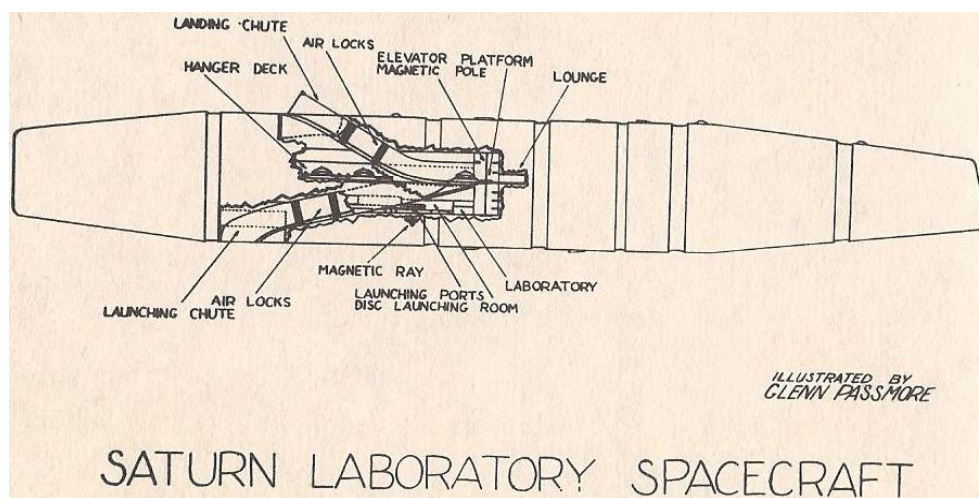 LANDING CHUTE
AIR LOCKS
HANGER DECK
ELEVATOR PLATFORM
MAGNETIC POLE
LOUNGE
MAGNETIC RAY
LABORATORY
AIR LOCKS
LAUNCHING CHUTE
LAUNCHING PORTS
DISC LAUNCHING ROOM
ILLUSTRATED BY
GLENN PASSMORE
SATURN LABORATORY SPACECRAFT